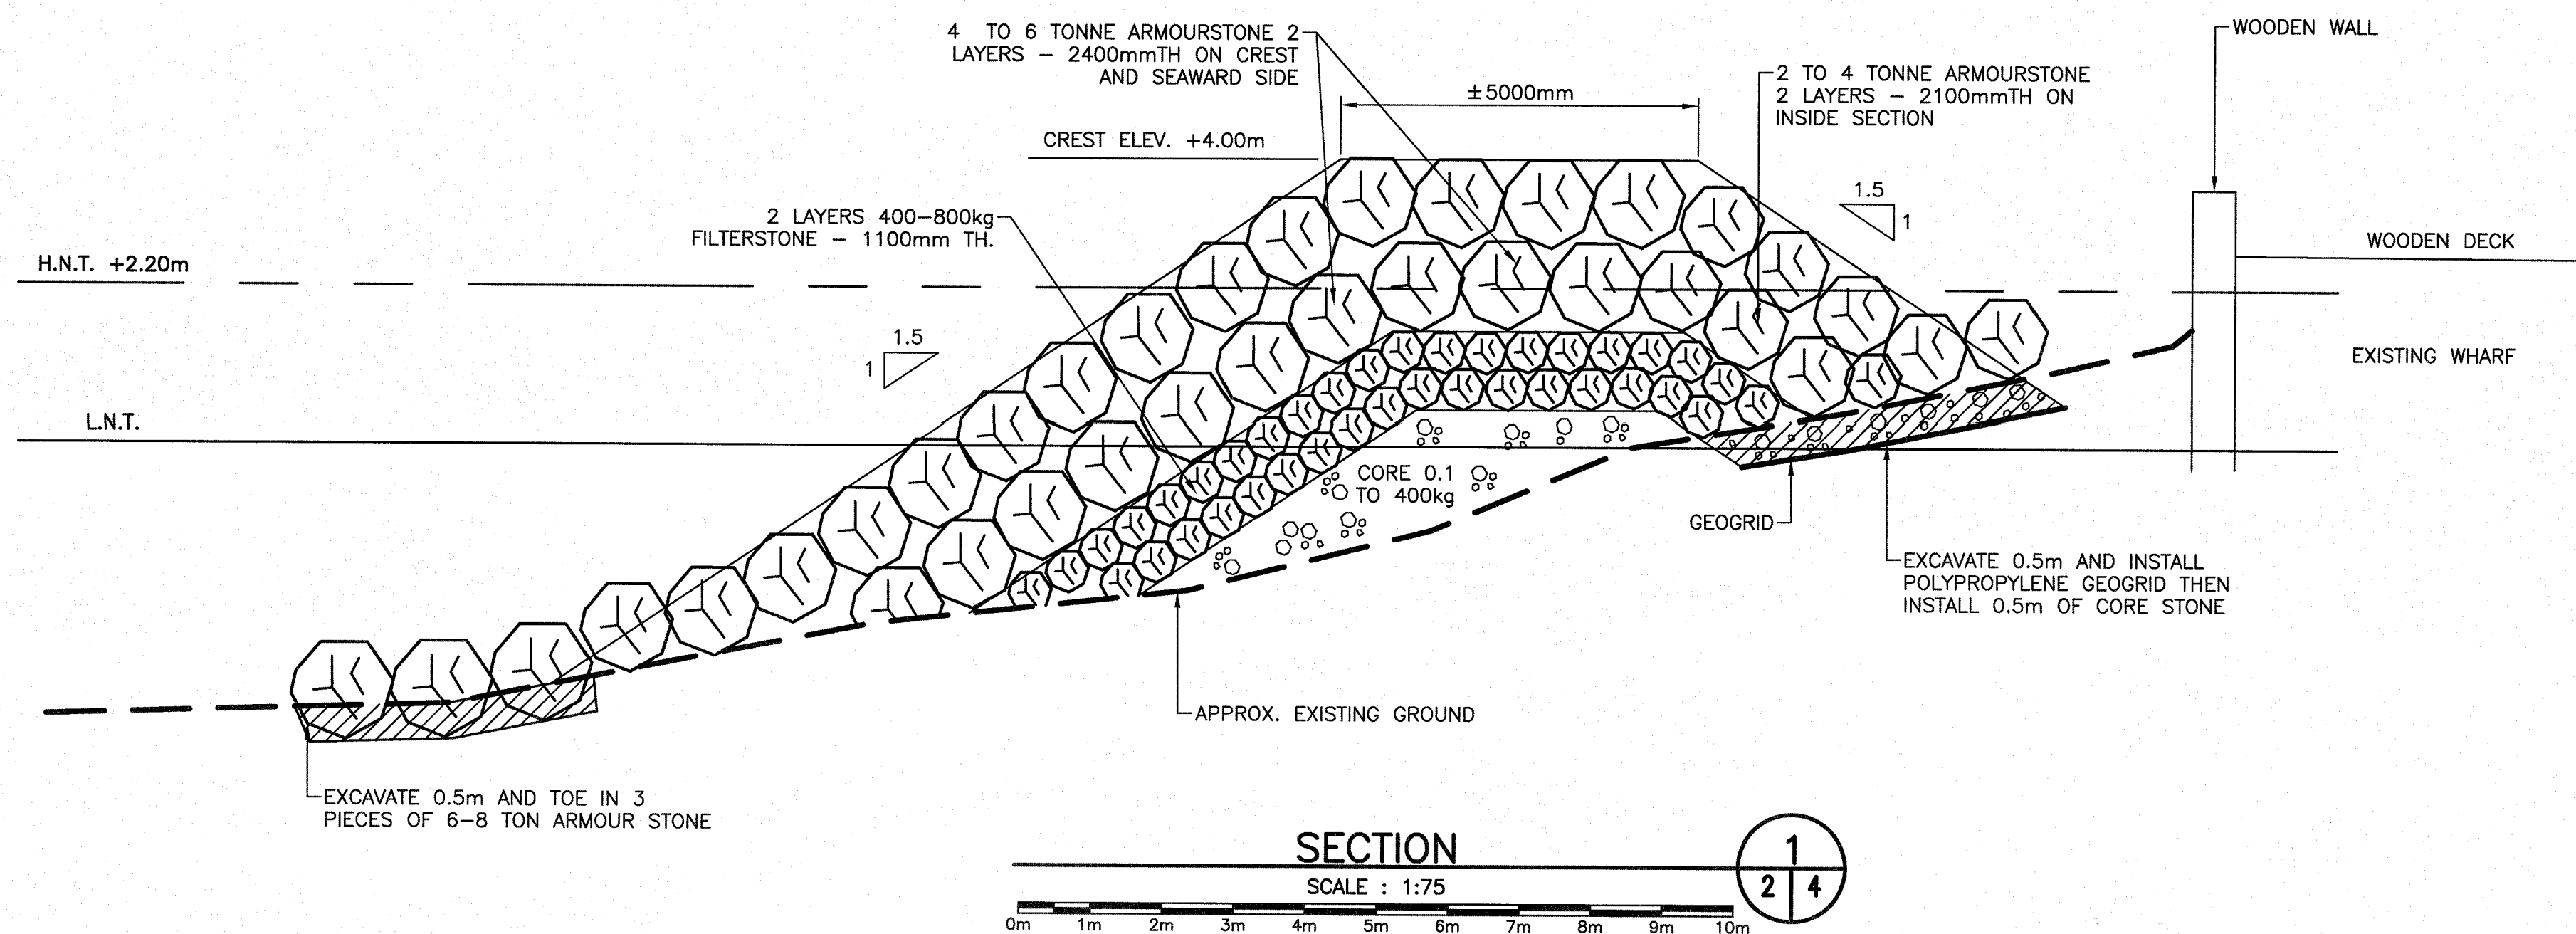 4 TO 6 TONNE ARMOURSTONE 2
LAYERS – 2400mmTH ON CREST
AND SEAWARD SIDE
±5000mm
2 TO 4 TONNE ARMOURSTONE
2 LAYERS – 2100mmTH ON
INSIDE SECTION
WOODEN WALL
CREST ELEV. +4.00m
2 LAYERS 400–800kg
FILTERSTONE – 1100mm TH.
1.5
1
WOODEN DECK
H.N.T. +2.20m
1.5
1
EXISTING WHARF
L.N.T.
CORE 0.1
TO 400kg
GEOGRID
EXCAVATE 0.5m AND INSTALL
POLYPROPYLENE GEOGRID THEN
INSTALL 0.5m OF CORE STONE
APPROX. EXISTING GROUND
EXCAVATE 0.5m AND TOE IN 3
PIECES OF 6–8 TON ARMOUR STONE
SECTION
SCALE : 1:75
1
2 4
0m 1m 2m 3m 4m 5m 6m 7m 8m 9m 10m